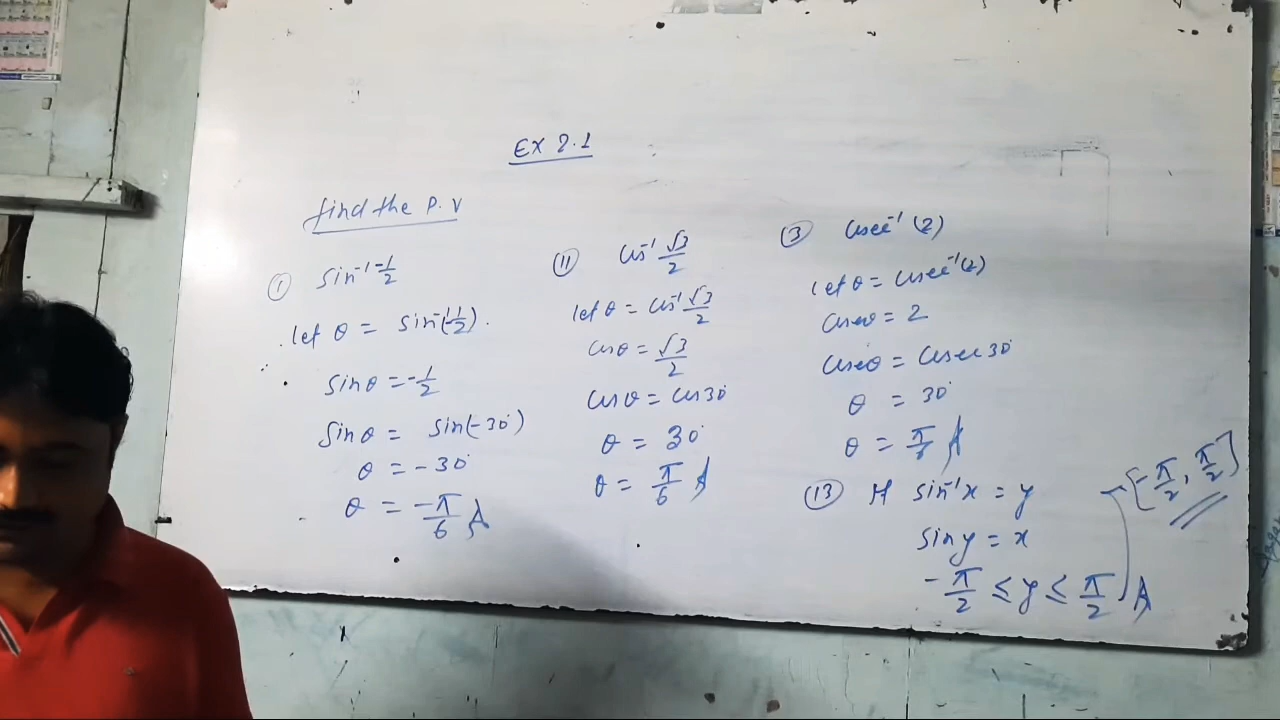 EX 2.1
find the P.V
① sin⁻¹ -1/2
let θ = sin⁻¹(-1/2).
sinθ = -1/2
sinθ = sin(-30°)
θ = -30°
θ = -π/6 A
⑪ cos⁻¹ √3/2
let θ = cos⁻¹ √3/2
cosθ = √3/2
cosθ = cos30°
θ = 30°
θ = π/6 A
③ cosec⁻¹(2)
let θ = cosec⁻¹(2)
cosecθ = 2
cosecθ = cosec30°
θ = 30°
θ = π/6 A
⑬ If sin⁻¹x = y
siny = x
-π/2 ≤ y ≤ π/2 A
[-π/2, π/2]